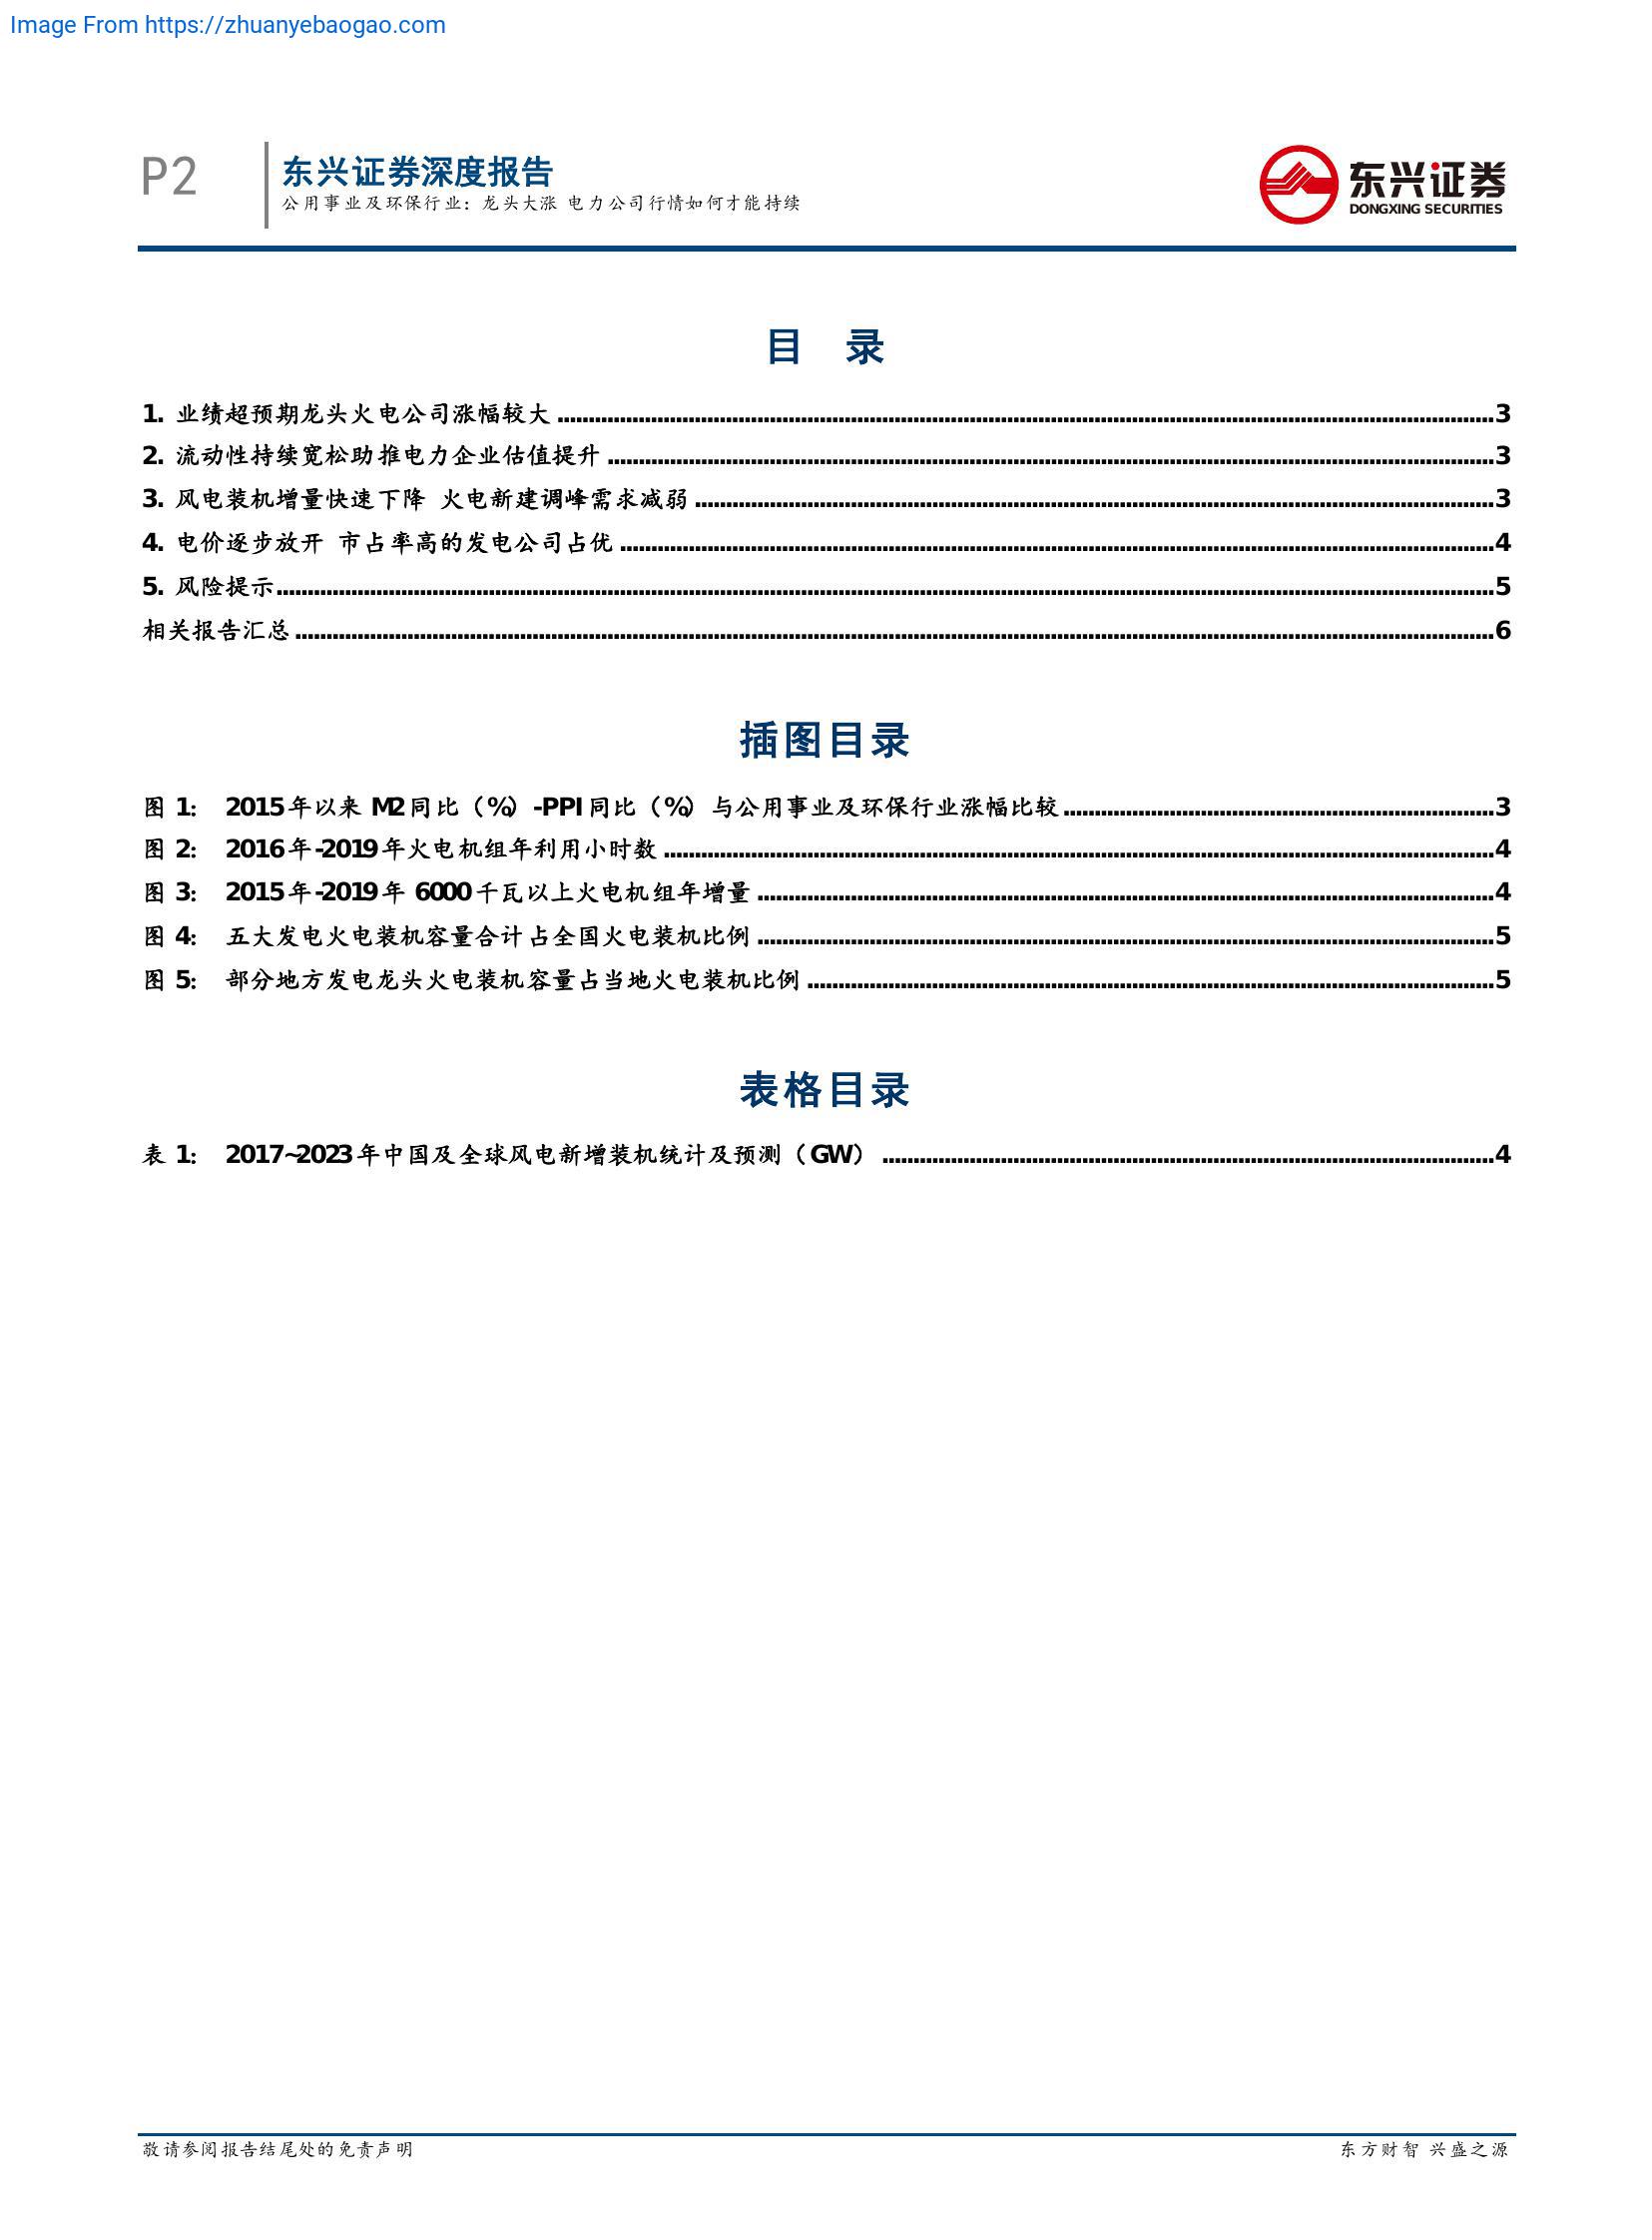 Image From https://zhuanyebaogao.com
P2
东兴证券深度报告
公用事业及环保行业：龙头大涨 电力公司行情如何才能持续
东兴证券
DONGXING SECURITIES
目 录
1. 业绩超预期龙头火电公司涨幅较大 3
2. 流动性持续宽松助推电力企业估值提升 3
3. 风电装机增量快速下降 火电新建调峰需求减弱 3
4. 电价逐步放开 市占率高的发电公司占优 4
5. 风险提示 5
相关报告汇总 6
插图目录
图 1： 2015年以来 M2同比（%）-PPI同比（%）与公用事业及环保行业涨幅比较 3
图 2： 2016年-2019年火电机组年利用小时数 4
图 3： 2015年-2019年 6000千瓦以上火电机组年增量 4
图 4： 五大发电火电装机容量合计占全国火电装机比例 5
图 5： 部分地方发电龙头火电装机容量占当地火电装机比例 5
表格目录
表 1： 2017~2023年中国及全球风电新增装机统计及预测（GW） 4
敬请参阅报告结尾处的免责声明
东方财智 兴盛之源